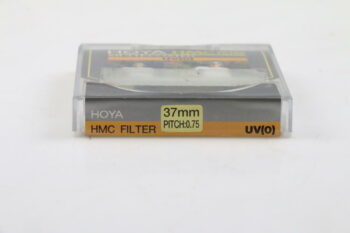 HOYA
37mm
PITCH:0.75
HMC FILTER
UV(0)